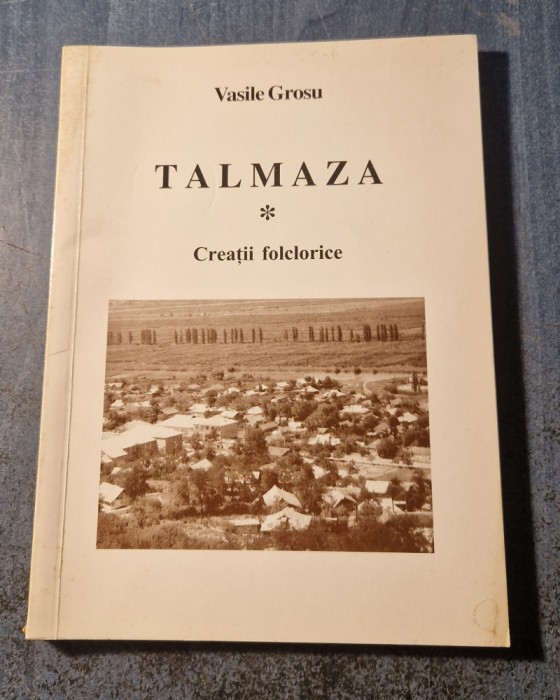 Vasile Grosu
TALMAZA
*
Creații folclorice